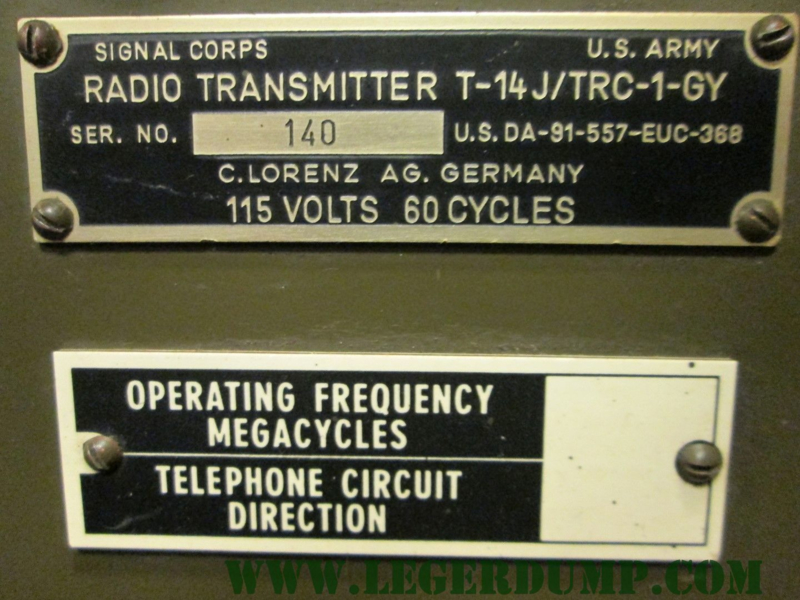 SIGNAL CORPS U.S. ARMY
RADIO TRANSMITTER T-14J/TRC-1-GY
SER. NO. 140 U.S. DA-91-557-EUC-368
C. LORENZ AG. GERMANY
115 VOLTS 60 CYCLES
OPERATING FREQUENCY
MEGACYCLES
TELEPHONE CIRCUIT
DIRECTION
WWW.LEGERDUMP.COM